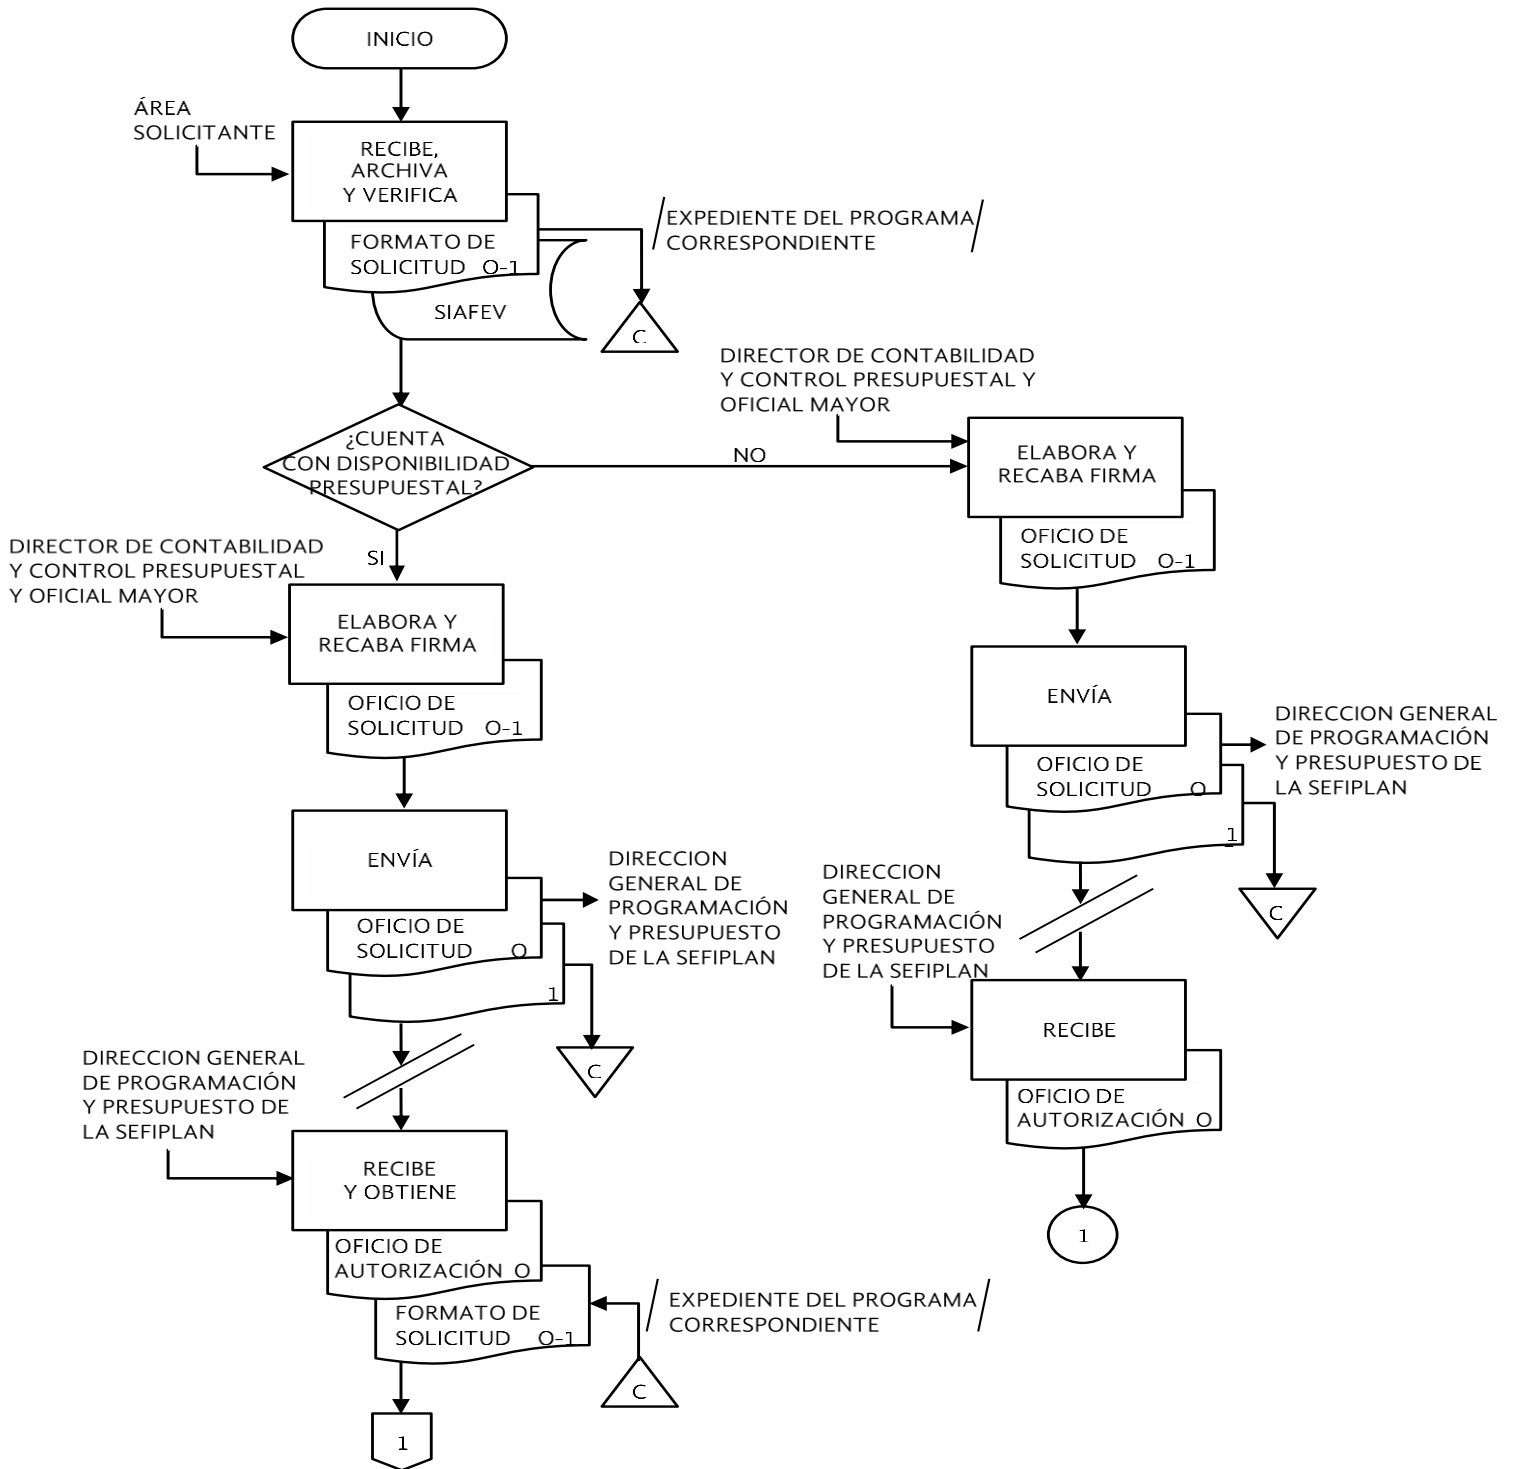 INICIO
ÁREA
SOLICITANTE
RECIBE,
ARCHIVA
Y VERIFICA
FORMATO DE
SOLICITUD O-1
SIAFEV
EXPEDIENTE DEL PROGRAMA
CORRESPONDIENTE
C
¿CUENTA
CON DISPONIBILIDAD
PRESUPUESTAL?
NO
SI
DIRECTOR DE CONTABILIDAD
Y CONTROL PRESUPUESTAL
Y OFICIAL MAYOR
ELABORA Y
RECABA FIRMA
OFICIO DE
SOLICITUD O-1
ENVÍA
OFICIO DE
SOLICITUD O
1
DIRECCION
GENERAL DE
PROGRAMACIÓN
Y PRESUPUESTO
DE LA SEFIPLAN
C
DIRECCION GENERAL
DE PROGRAMACIÓN
Y PRESUPUESTO DE
LA SEFIPLAN
RECIBE
Y OBTIENE
OFICIO DE
AUTORIZACIÓN O
FORMATO DE
SOLICITUD O-1
EXPEDIENTE DEL PROGRAMA
CORRESPONDIENTE
C
1
DIRECTOR DE CONTABILIDAD
Y CONTROL PRESUPUESTAL Y
OFICIAL MAYOR
ELABORA Y
RECABA FIRMA
OFICIO DE
SOLICITUD O-1
ENVÍA
OFICIO DE
SOLICITUD O
1
DIRECCION GENERAL
DE PROGRAMACIÓN
Y PRESUPUESTO DE
LA SEFIPLAN
C
DIRECCION
GENERAL DE
PROGRAMACIÓN
Y PRESUPUESTO
DE LA SEFIPLAN
RECIBE
OFICIO DE
AUTORIZACIÓN O
1